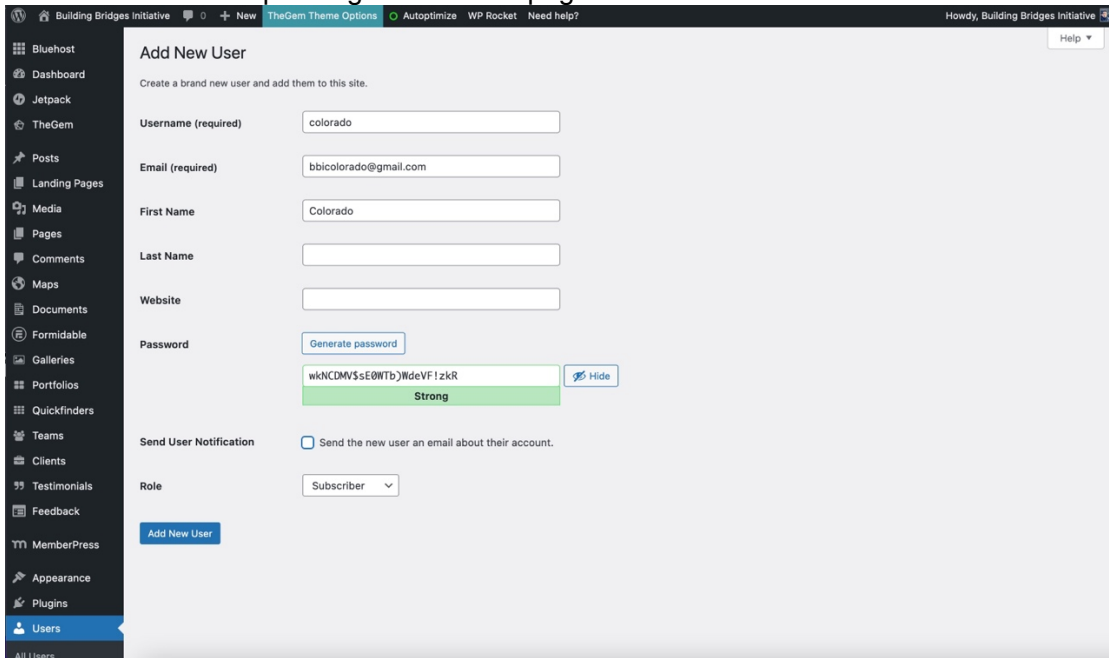 Building Bridges Initiative 0 + New TheGem Theme Options Autoptimize WP Rocket Need help? Howdy, Building Bridges Initiative
Help ▼
Bluehost
Dashboard
Jetpack
TheGem
Posts
Landing Pages
Media
Pages
Comments
Maps
Documents
Formidable
Galleries
Portfolios
Quickfinders
Teams
Clients
Testimonials
Feedback
MemberPress
Appearance
Plugins
Users
All Users
Add New User
Create a brand new user and add them to this site.
Username (required) colorado
Email (required) bbicolorado@gmail.com
First Name Colorado
Last Name
Website
Password Generate password
wkNCDMV$sE0WTb)WdeVF!zkR Hide
Strong
Send User Notification Send the new user an email about their account.
Role Subscriber
Add New User